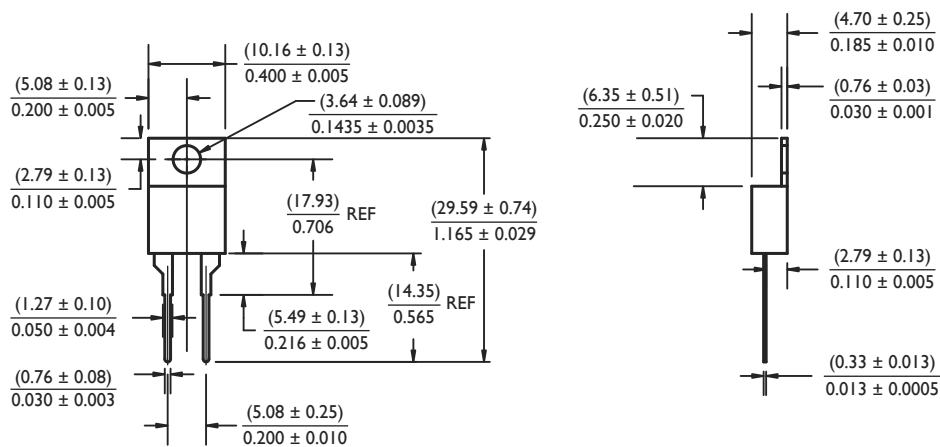 (10.16 ± 0.13)
0.400 ± 0.005
(5.08 ± 0.13)
0.200 ± 0.005
(3.64 ± 0.089)
0.1435 ± 0.0035
(2.79 ± 0.13)
0.110 ± 0.005
(17.93) REF
0.706
(29.59 ± 0.74)
1.165 ± 0.029
(14.35) REF
0.565
(1.27 ± 0.10)
0.050 ± 0.004
(5.49 ± 0.13)
0.216 ± 0.005
(0.76 ± 0.08)
0.030 ± 0.003
(5.08 ± 0.25)
0.200 ± 0.010
(4.70 ± 0.25)
0.185 ± 0.010
(6.35 ± 0.51)
0.250 ± 0.020
(0.76 ± 0.03)
0.030 ± 0.001
(2.79 ± 0.13)
0.110 ± 0.005
(0.33 ± 0.013)
0.013 ± 0.0005